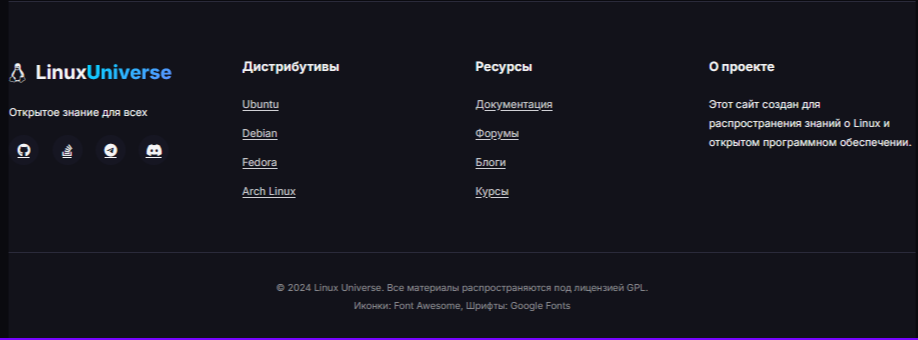 LinuxUniverse
Открытое знание для всех
Дистрибутивы
Ubuntu
Debian
Fedora
Arch Linux
Ресурсы
Документация
Форумы
Блоги
Курсы
О проекте
Этот сайт создан для
распространения знаний о Linux и
открытом программном обеспечении.
© 2024 Linux Universe. Все материалы распространяются под лицензией GPL.
Иконки: Font Awesome, Шрифты: Google Fonts